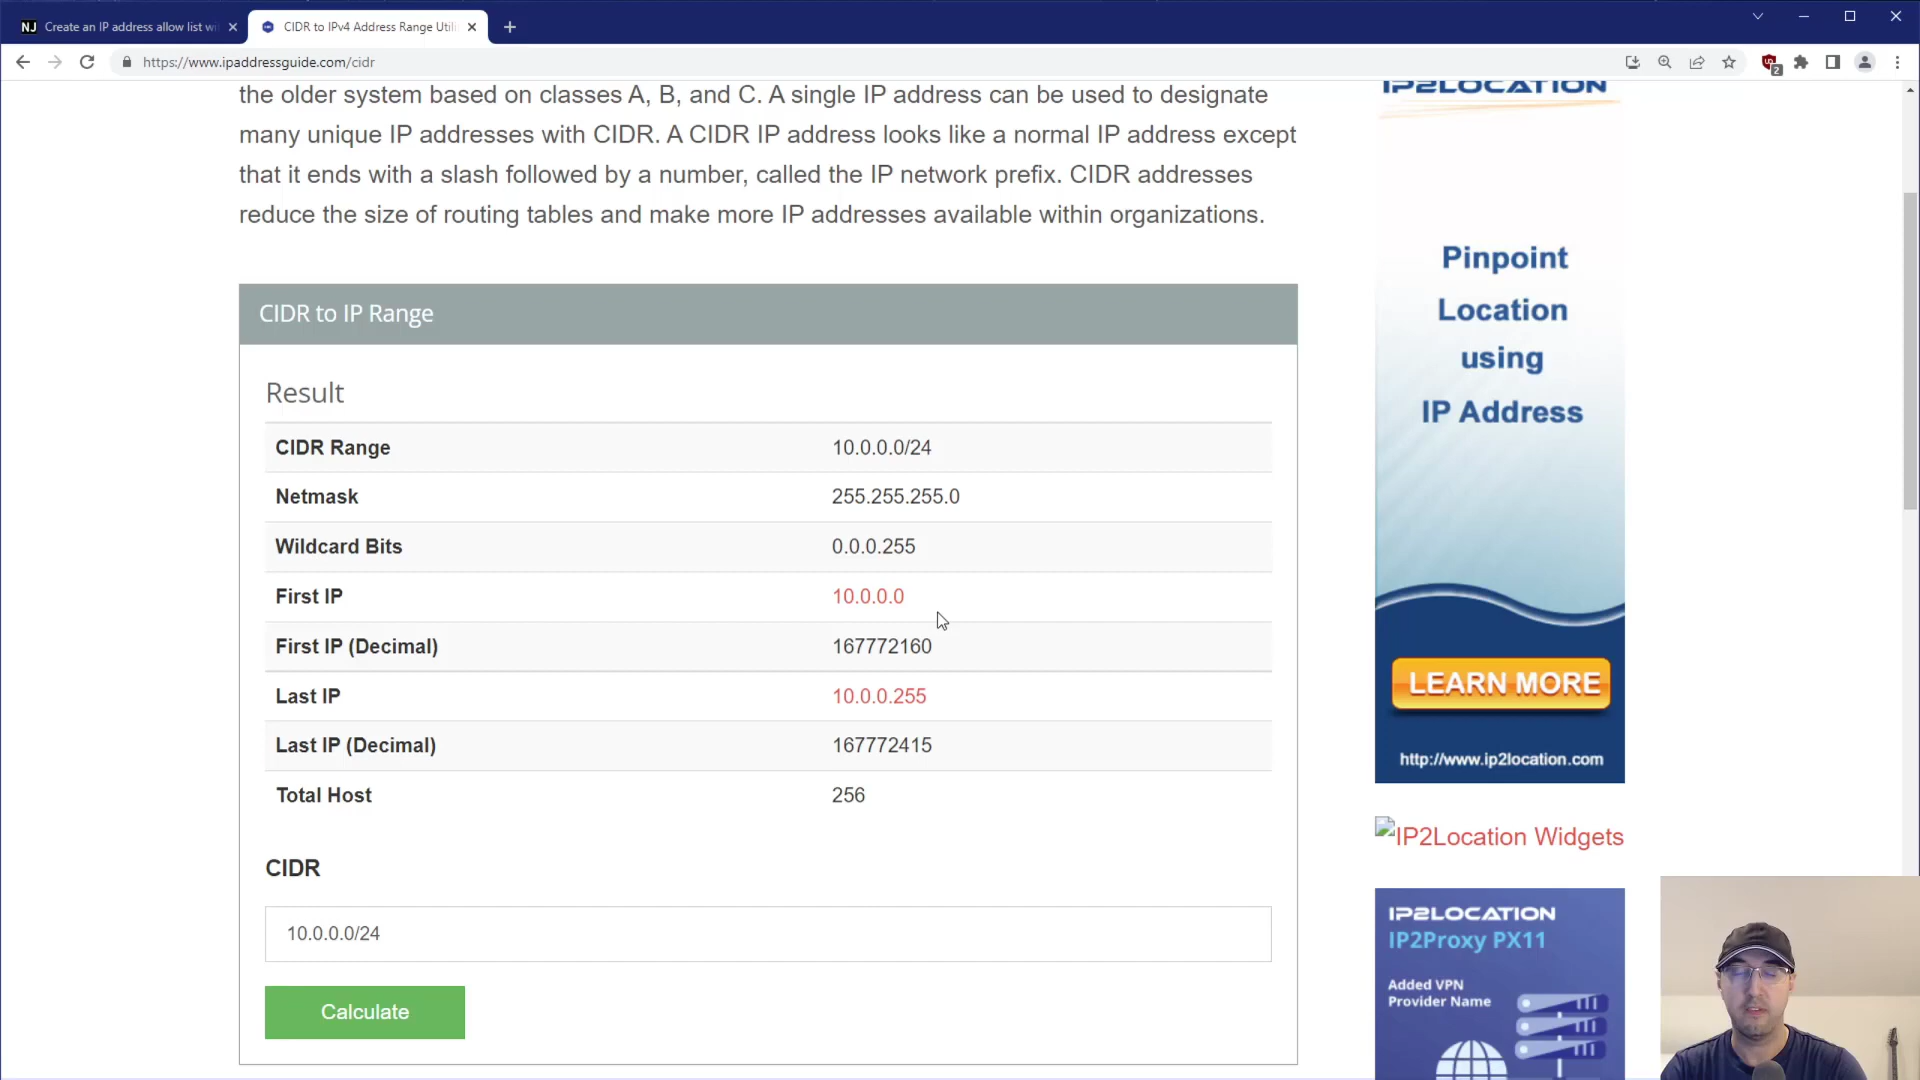 NJ Create an IP address allow list wi
CIDR to IPv4 Address Range Utili
https://www.ipaddressguide.com/cidr
2
the older system based on classes A, B, and C. A single IP address can be used to designate
many unique IP addresses with CIDR. A CIDR IP address looks like a normal IP address except
that it ends with a slash followed by a number, called the IP network prefix. CIDR addresses
reduce the size of routing tables and make more IP addresses available within organizations.
CIDR to IP Range
Result
CIDR Range 10.0.0.0/24
Netmask 255.255.255.0
Wildcard Bits 0.0.0.255
First IP 10.0.0.0
First IP (Decimal) 167772160
Last IP 10.0.0.255
Last IP (Decimal) 167772415
Total Host 256
CIDR
10.0.0.0/24
Calculate
IP2LOCATION
Pinpoint
Location
using
IP Address
LEARN MORE
http://www.ip2location.com
IP2Location Widgets
IP2LOCATION
IP2Proxy PX11
Added VPN
Provider Name